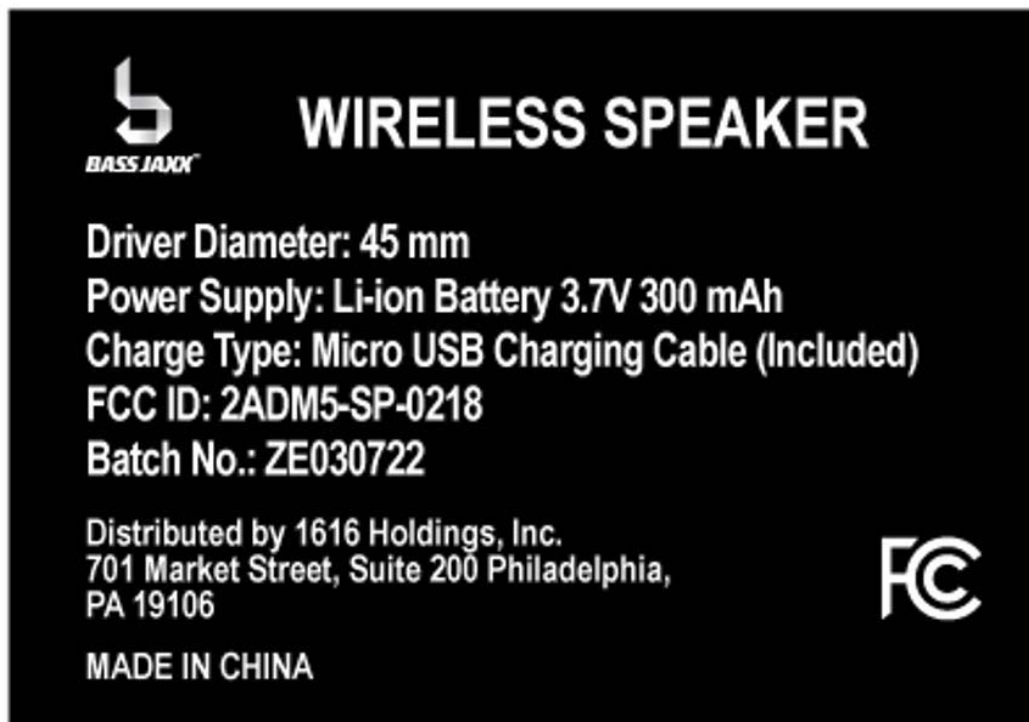 WIRELESS SPEAKER
BASS JAXX™
Driver Diameter: 45 mm
Power Supply: Li-ion Battery 3.7V 300 mAh
Charge Type: Micro USB Charging Cable (Included)
FCC ID: 2ADM5-SP-0218
Batch No.: ZE030722
Distributed by 1616 Holdings, Inc.
701 Market Street, Suite 200 Philadelphia,
PA 19106
FC
MADE IN CHINA